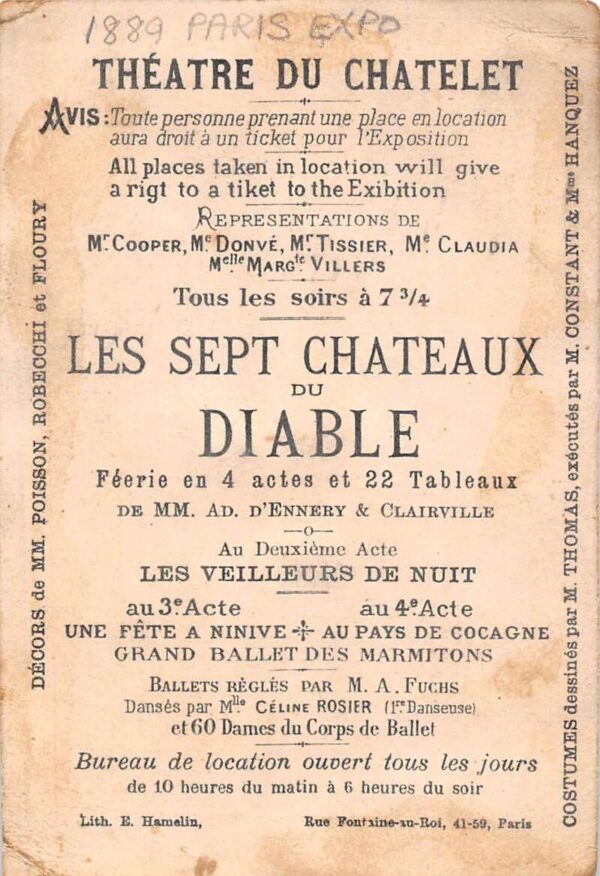 1889 PARIS EXPO
THÉATRE DU CHATELET
AVIS: Toute personne prenant une place en location
aura droit à un ticket pour l'Exposition
All places taken in location will give
a rigt to a tiket to the Exibition
REPRESENTATIONS DE
Mr. COOPER, Me. DONVÉ, Mr. TISSIER, Me. CLAUDIA
Melle MARGte. VILLERS
Tous les soirs à 7 3/4
LES SEPT CHATEAUX
DU
DIABLE
Féerie en 4 actes et 22 Tableaux
DE MM. AD. D'ENNERY & CLAIRVILLE
Au Deuxième Acte
LES VEILLEURS DE NUIT
au 3e. Acte au 4e. Acte
UNE FÊTE A NINIVE AU PAYS DE COCAGNE
GRAND BALLET DES MARMITONS
BALLETS RÈGLÉS PAR M. A. FUCHS
Dansés par Mlle CÉLINE ROSIER (1re Danseuse)
et 60 Dames du Corps de Ballet
Bureau de location ouvert tous les jours
de 10 heures du matin à 6 heures du soir
Lith. E. Hamelin, Rue Fontaine-au-Roi, 41-59, Paris
DÉCORS de MM. POISSON, ROBECCHI et FLOURY
COSTUMES dessinés par M. THOMAS, exécutés par M. CONSTANT & Mme HANQUEZ